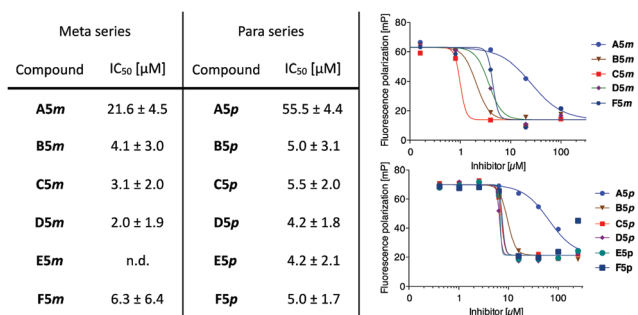 Meta series Para series
Compound IC50 [µM] Compound IC50 [µM]
A5m 21.6 ± 4.5 A5p 55.5 ± 4.4
B5m 4.1 ± 3.0 B5p 5.0 ± 3.1
C5m 3.1 ± 2.0 C5p 5.5 ± 2.0
D5m 2.0 ± 1.9 D5p 4.2 ± 1.8
E5m n.d. E5p 4.2 ± 2.1
F5m 6.3 ± 6.4 F5p 5.0 ± 1.7
Fluorescence polarization [mP]
80
60
40
20
0
0 1 10 100
Inhibitor [µM]
A5m
B5m
C5m
D5m
F5m
Fluorescence polarization [mP]
80
60
40
20
0
0 1 10 100
Inhibitor [µM]
A5p
B5p
C5p
D5p
E5p
F5p